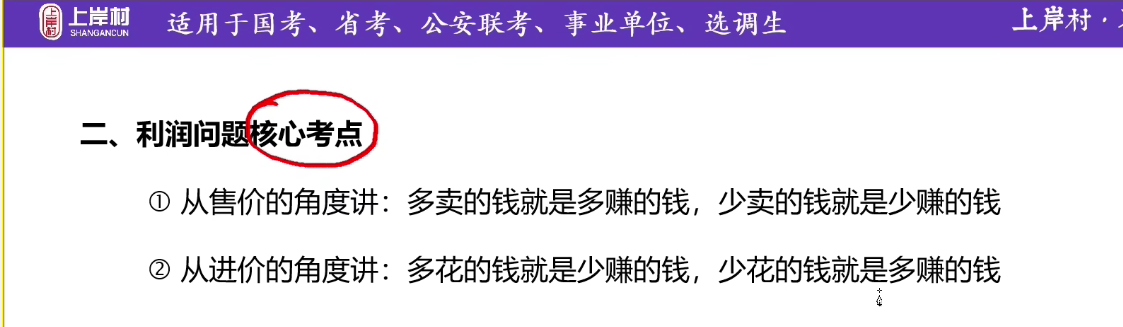 上岸村
SHANGANCUN
适用于国考、省考、公安联考、事业单位、选调生
上岸村·
二、利润问题核心考点
① 从售价的角度讲：多卖的钱就是多赚的钱，少卖的钱就是少赚的钱
② 从进价的角度讲：多花的钱就是少赚的钱，少花的钱就是多赚的钱